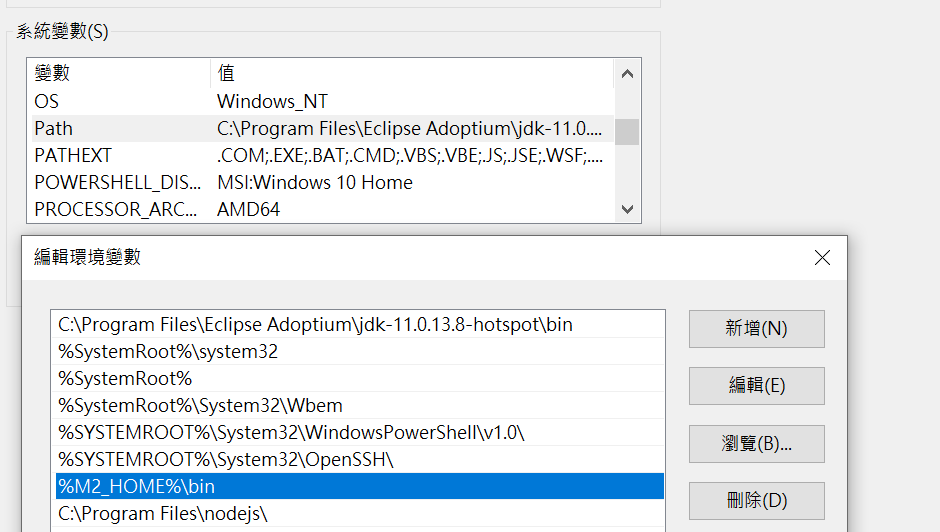 系統變數(S)
變數 值
OS Windows_NT
Path C:\Program Files\Eclipse Adoptium\jdk-11.0....
PATHEXT .COM;.EXE;.BAT;.CMD;.VBS;.VBE;.JS;.JSE;.WSF;....
POWERSHELL_DIS... MSI:Windows 10 Home
PROCESSOR_ARC... AMD64
編輯環境變數
C:\Program Files\Eclipse Adoptium\jdk-11.0.13.8-hotspot\bin
%SystemRoot%\system32
%SystemRoot%
%SystemRoot%\System32\Wbem
%SYSTEMROOT%\System32\WindowsPowerShell\v1.0\
%SYSTEMROOT%\System32\OpenSSH\
%M2_HOME%\bin
C:\Program Files\nodejs\
新增(N)
編輯(E)
瀏覽(B)...
刪除(D)